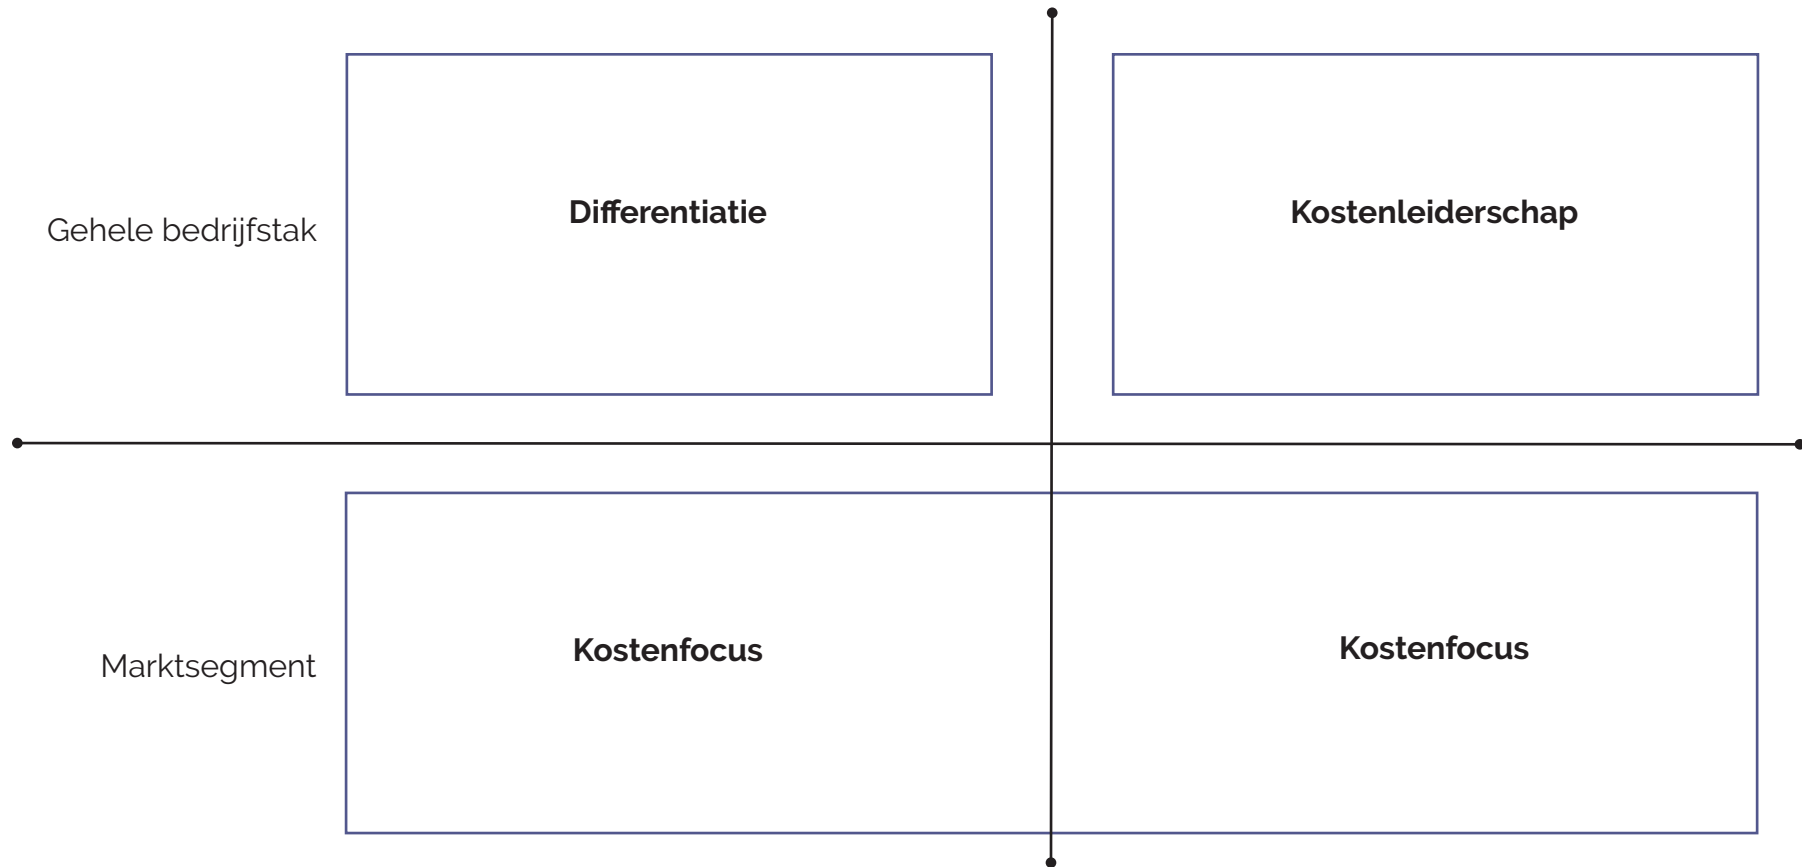 Differentiatie
Kostenleiderschap
Gehele bedrijfstak
Kostenfocus
Kostenfocus
Marktsegment